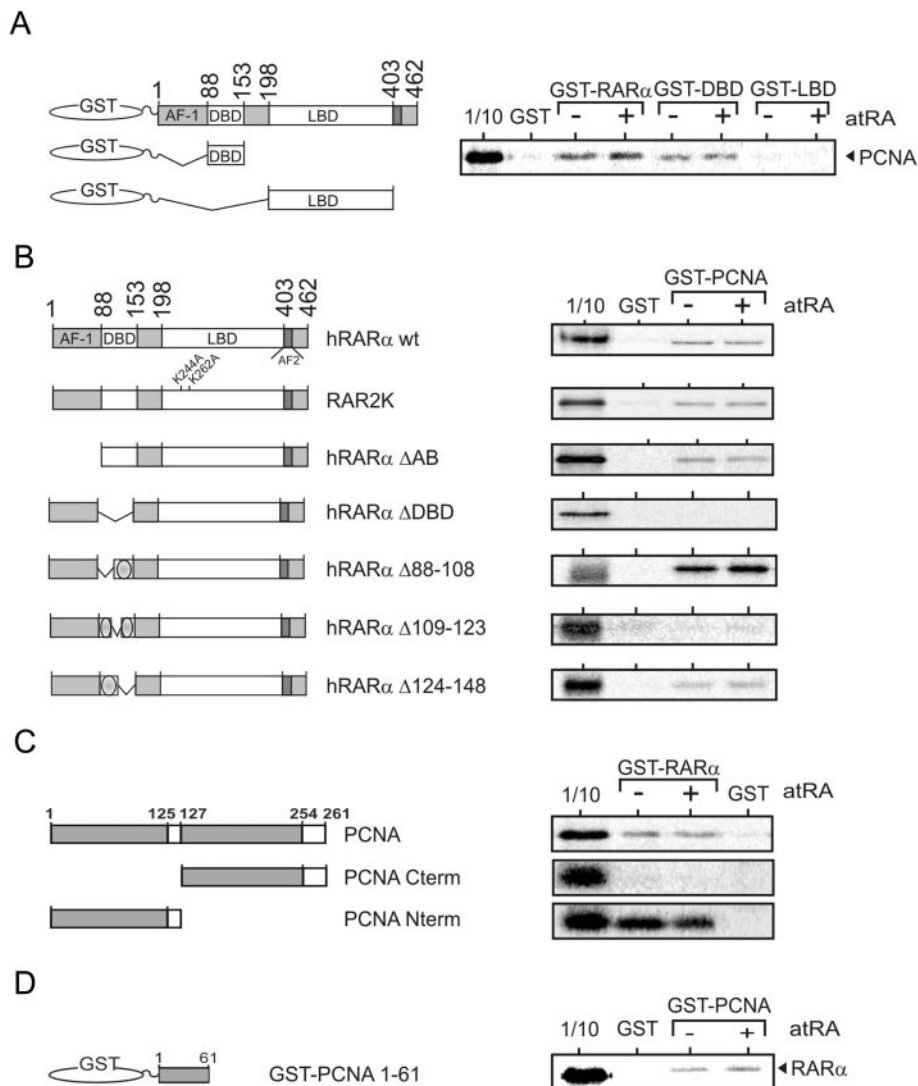 A
1 88 153 198 403 462
GST AF-1 DBD LBD
GST DBD
GST LBD
GST-RARα GST-DBD GST-LBD
1/10 GST - + - + - + atRA
◄PCNA
B
1 88 153 198 403 462
AF-1 DBD LBD hRARα wt
AF2
K244A
K262A
RAR2K
hRARα ΔAB
hRARα ΔDBD
hRARα Δ88-108
hRARα Δ109-123
hRARα Δ124-148
GST-PCNA
1/10 GST - + atRA
C
1 125 127 254 261
PCNA
PCNA Cterm
PCNA Nterm
GST-RARα
1/10 - + GST atRA
D
1 61
GST GST-PCNA 1-61
GST-PCNA
1/10 GST - + atRA
◄RARα